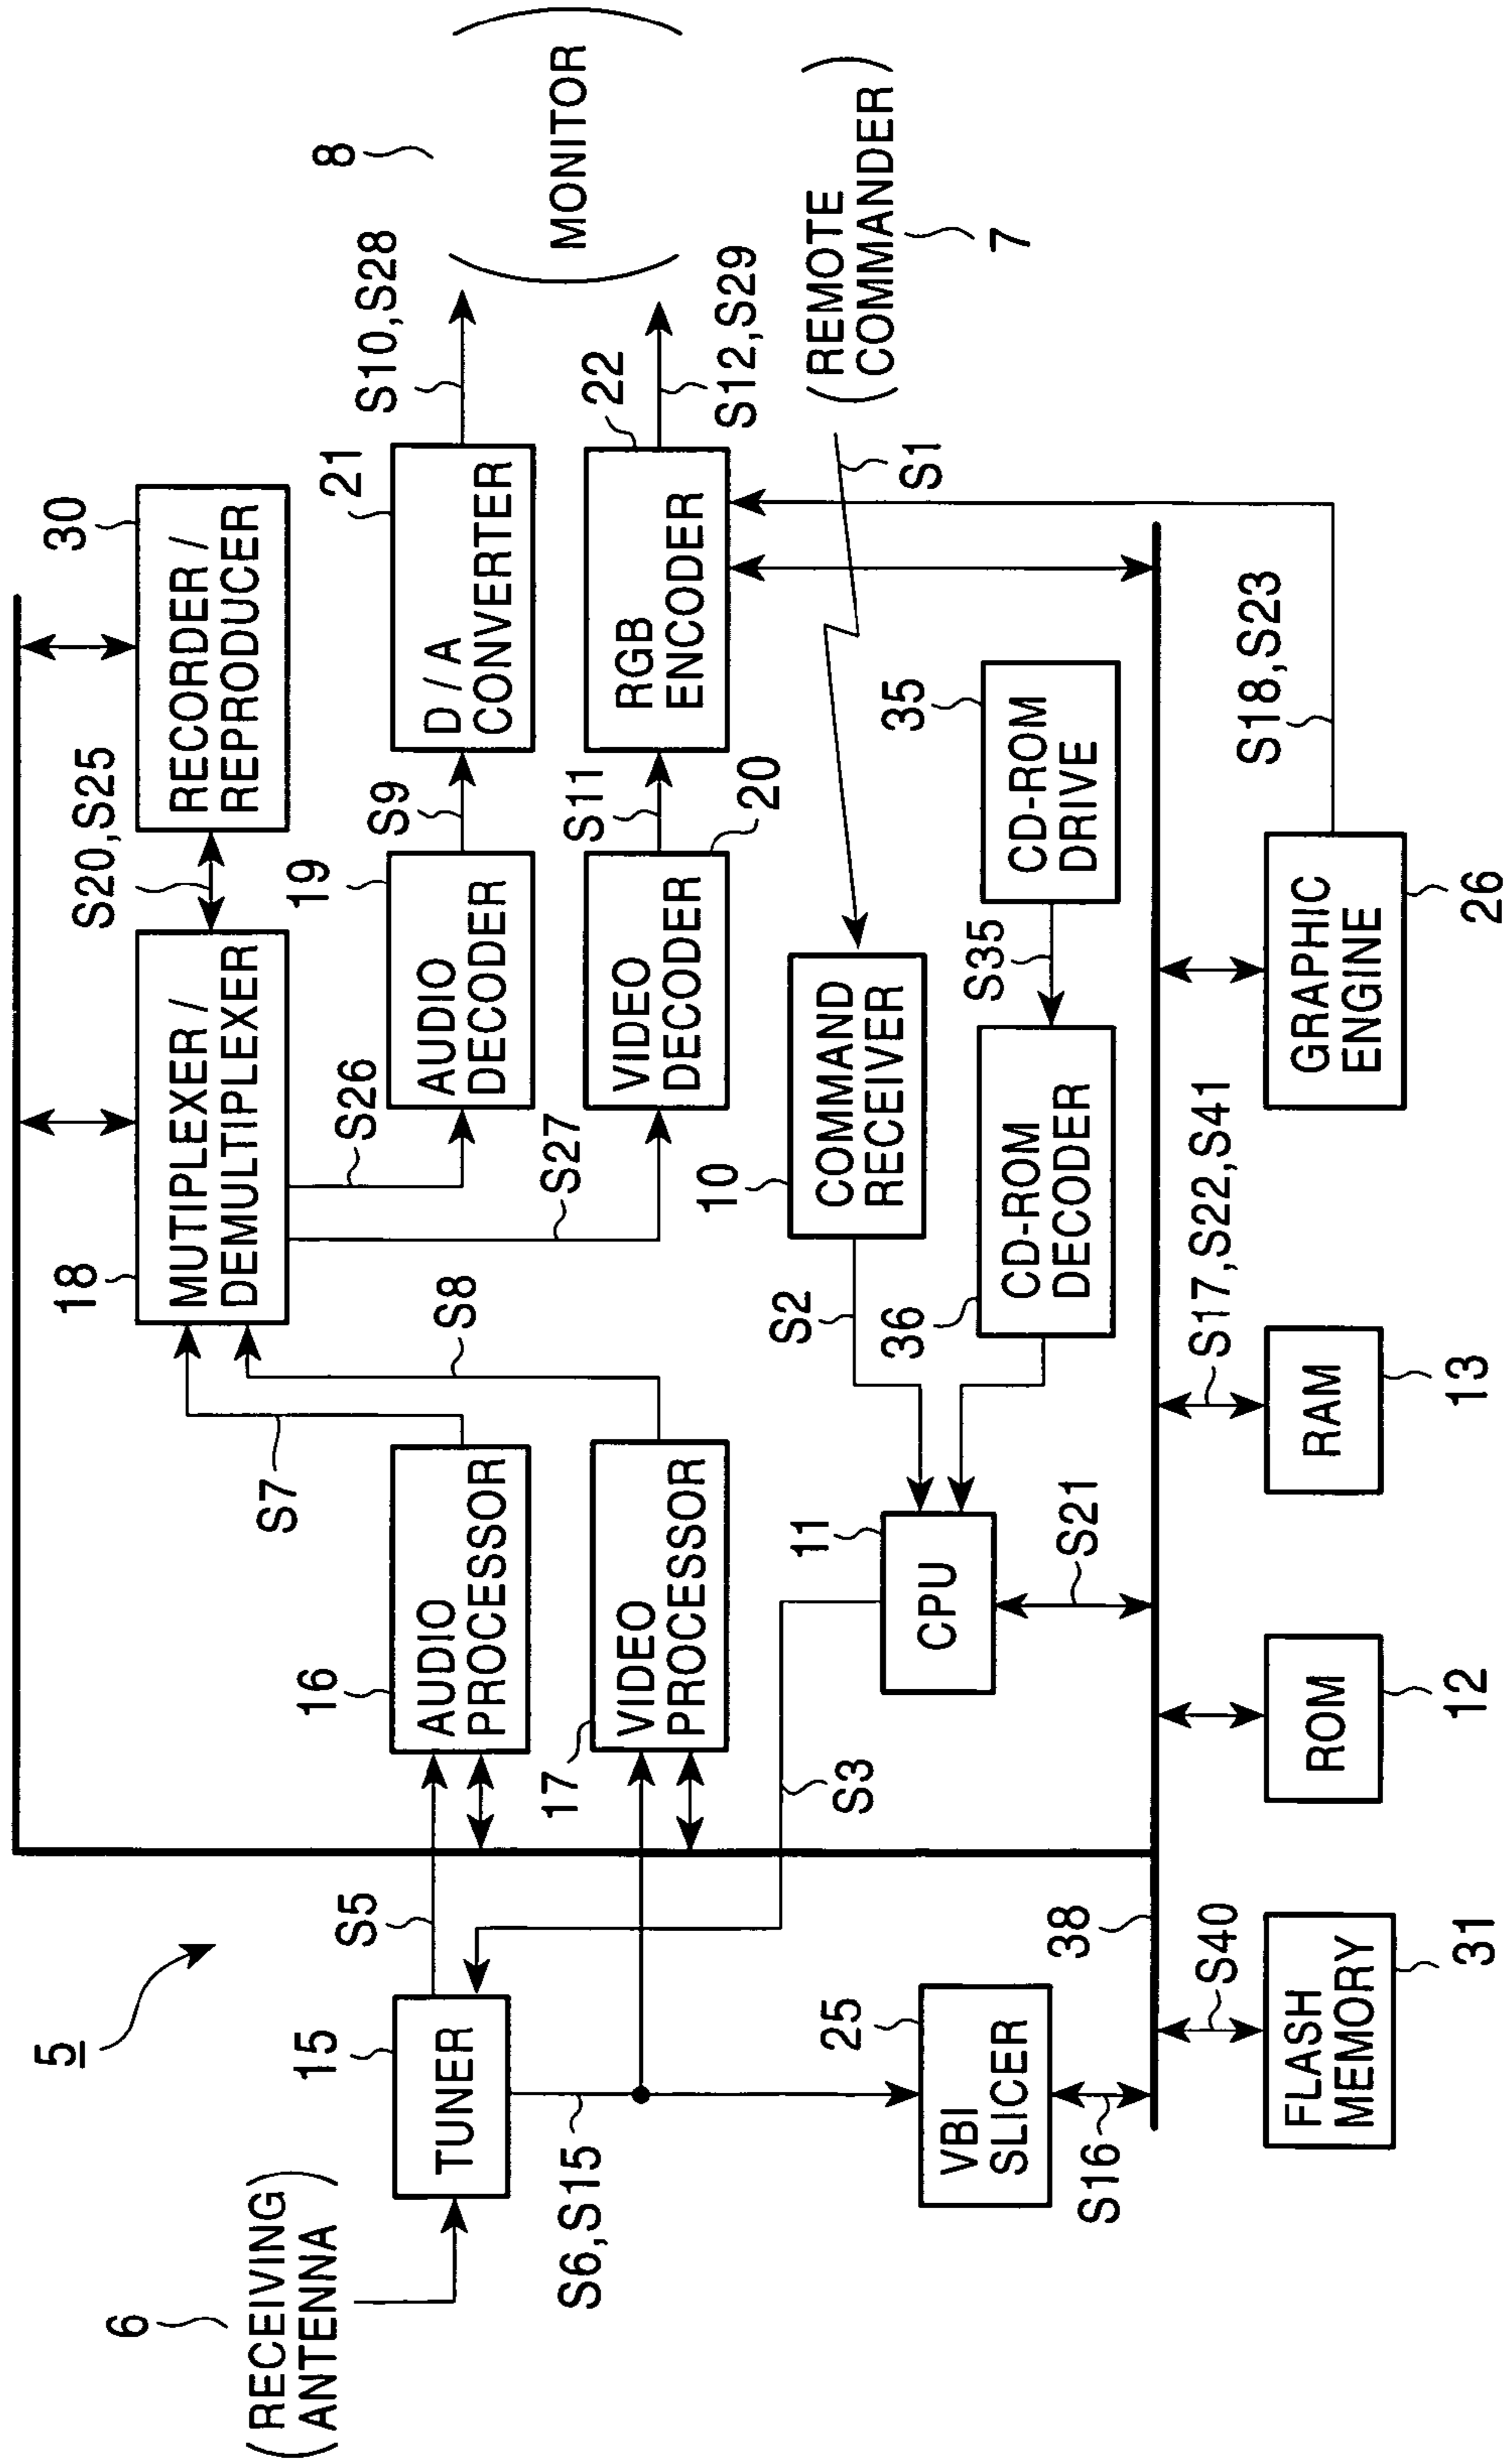 5
6
(RECEIVING
ANTENNA)
15
TUNER
S5
S6,S15
16
AUDIO
PROCESSOR
17
VIDEO
PROCESSOR
S7
S8
18
MUTIPLEXER /
DEMULTIPLEXER
S20,S25
30
RECORDER /
REPRODUCER
S26
S27
19
AUDIO
DECODER
S9
21
D / A
CONVERTER
S10,S28
20
VIDEO
DECODER
S11
22
RGB
ENCODER
S12,S29
8
(MONITOR)
(REMOTE
COMMANDER)
7
S1
10
COMMAND
RECEIVER
S2
35
CD-ROM
DRIVE
S35
36
CD-ROM
DECODER
11
CPU
S3
S21
25
VBI
SLICER
S16
38
S40
FLASH
MEMORY
31
ROM
12
RAM
13
S17,S22,S41
GRAPHIC
ENGINE
26
S18,S23